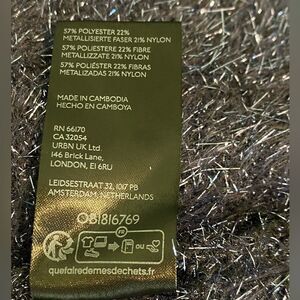 57% POLYESTER 22%
METALLISIERTE FASER 21% NYLON
57% POLIESTERE 22% FIBRE
METALLIZZATE 21% NYLON
57% POLIÉSTER 22% FIBRAS
METALIZADAS 21% NYLON
MADE IN CAMBODIA
HECHO EN CAMBOYA
RN 66170
CA 32054
URBN UK Ltd.
146 Brick Lane,
LONDON, E1 6RU
LEIDSESTRAAT 32, 1017 PB
AMSTERDAM, NETHERLANDS
OB1816769
FR
OU
quefairedemesdechets.fr